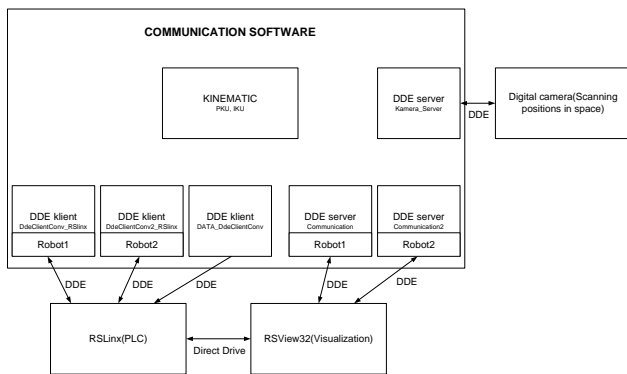 COMMUNICATION SOFTWARE
KINEMATIC
PKU, IKU
DDE server
Kamera_Server
DDE
Digital camera(Scanning
positions in space)
DDE klient
DdeClientConv_RSlinx
Robot1
DDE klient
DdeClientConv2_RSlinx
Robot2
DDE klient
DATA_DdeClientConv
DDE server
Communication
Robot1
DDE server
Communication2
Robot2
DDE
DDE
DDE
DDE
DDE
RSLinx(PLC)
Direct Drive
RSView32(Visualization)